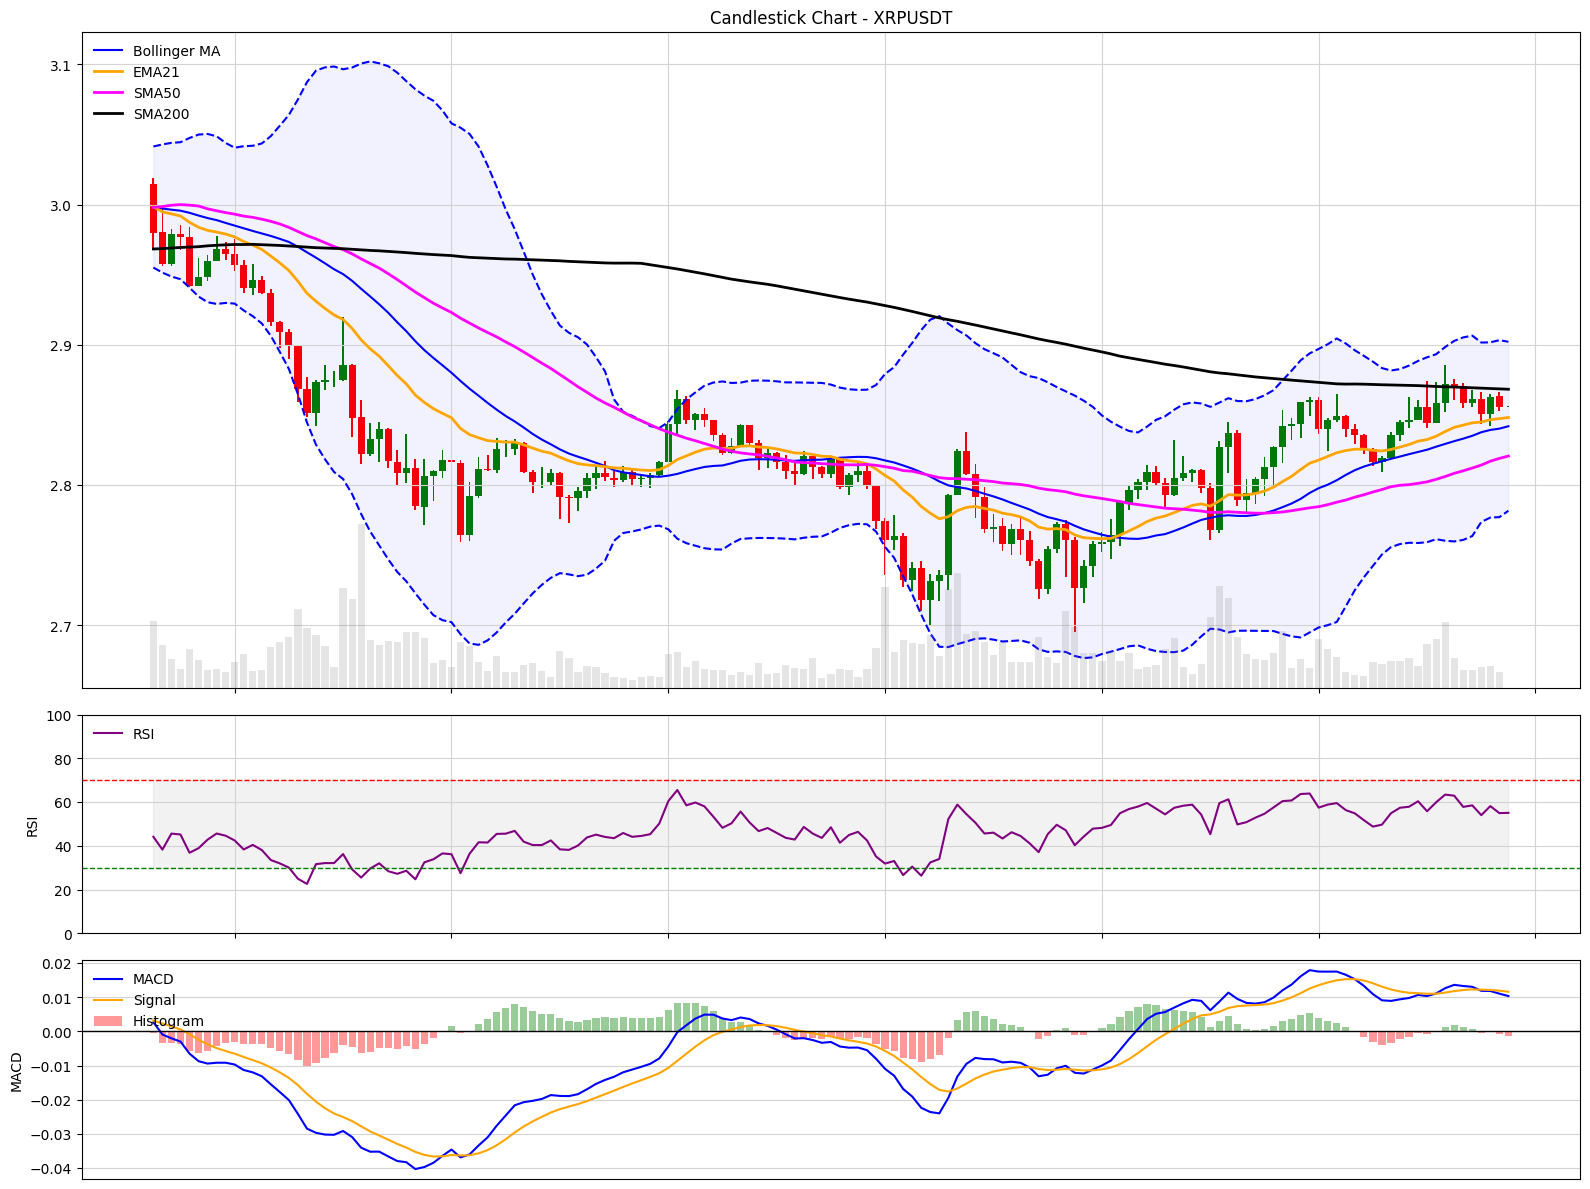 Candlestick Chart - XRPUSDT
Bollinger MA
EMA21
SMA50
SMA200
3.1
3.0
2.9
2.8
2.7
RSI
100
80
60
40
20
0
RSI
MACD
Signal
Histogram
0.02
0.01
0.00
−0.01
−0.02
−0.03
−0.04
MACD